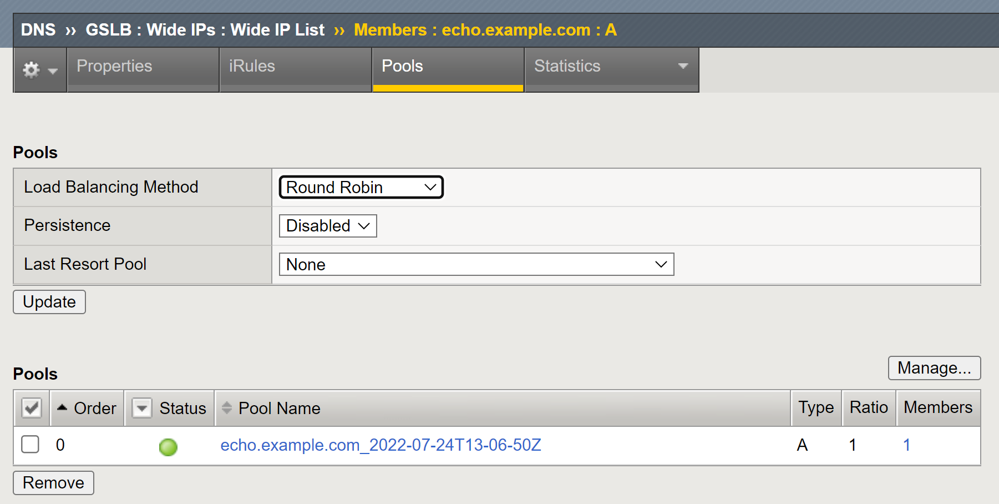 DNS ›› GSLB : Wide IPs : Wide IP List ›› Members : echo.example.com : A
Properties iRules Pools Statistics
Pools
Load Balancing Method Round Robin
Persistence Disabled
Last Resort Pool None
Update
Pools Manage...
Order Status Pool Name Type Ratio Members
0 echo.example.com_2022-07-24T13-06-50Z A 1 1
Remove